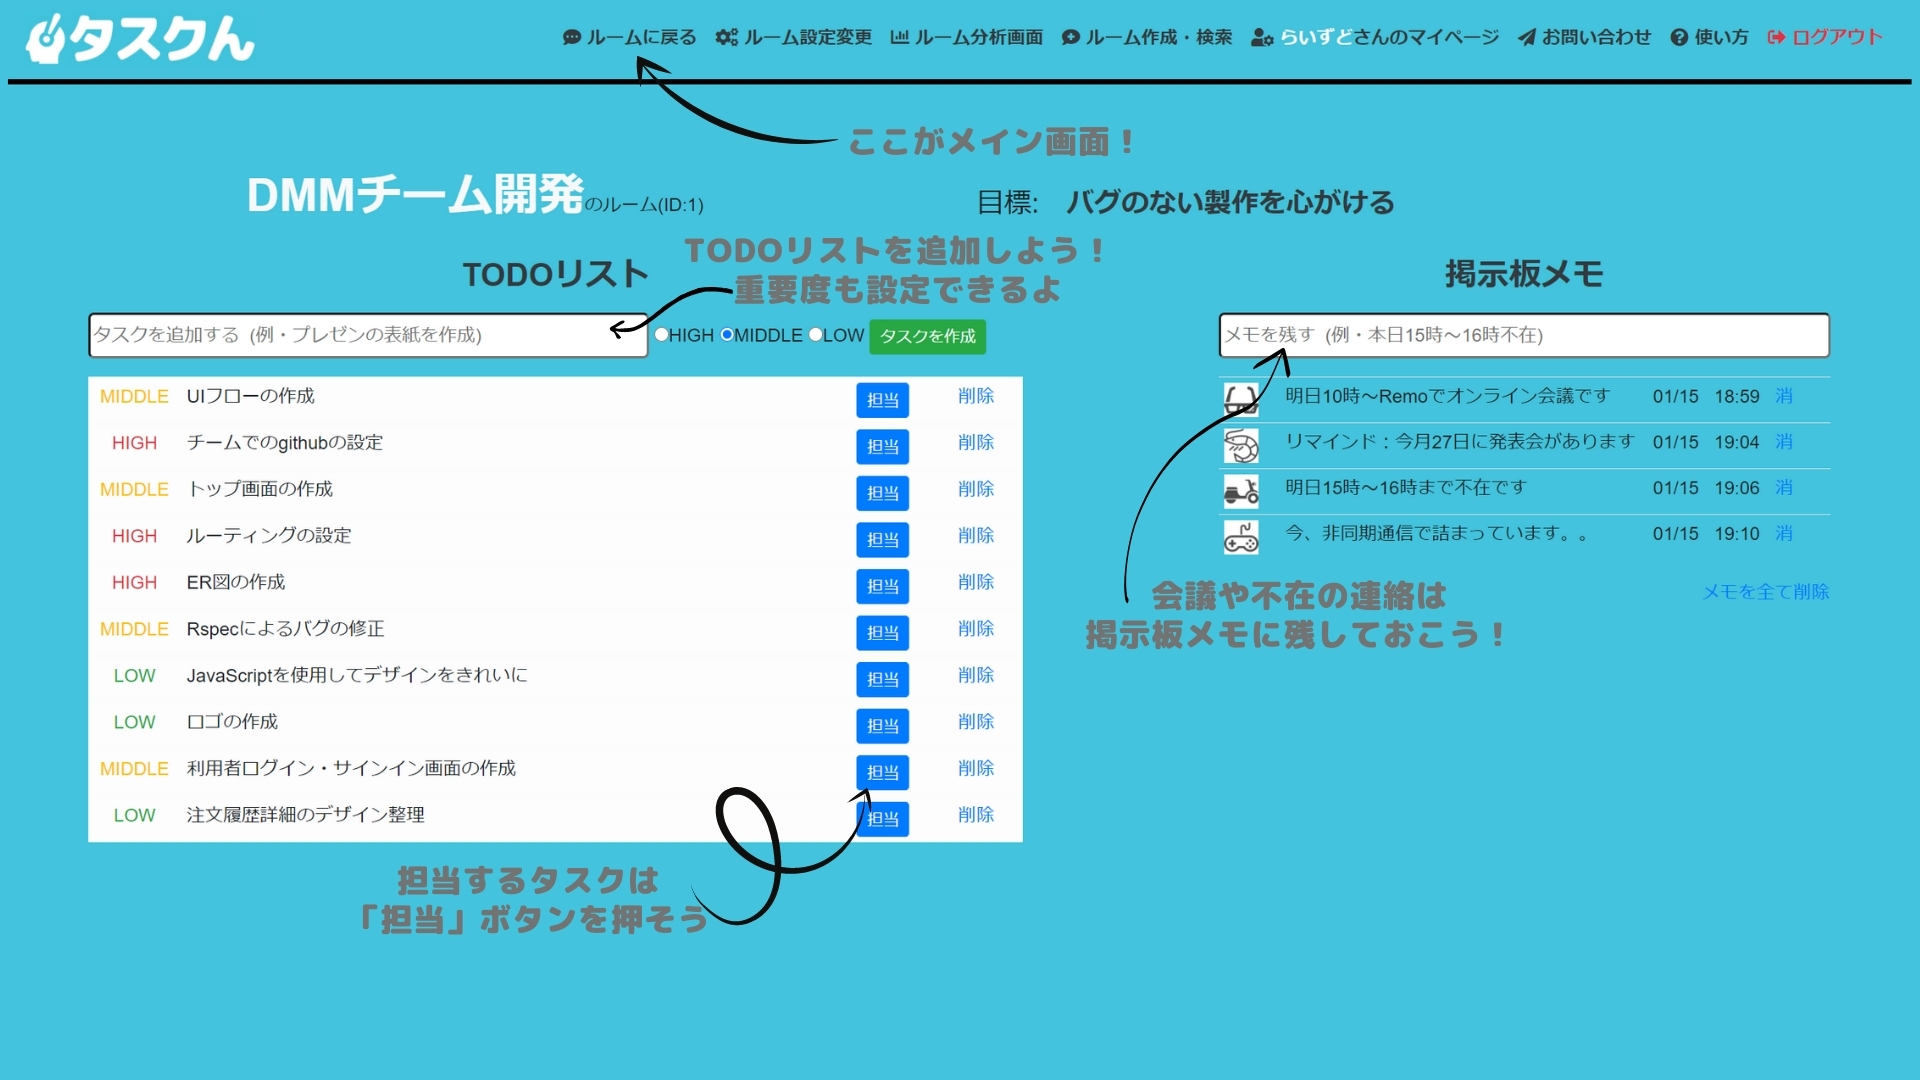 タスクん
ルームに戻る ルーム設定変更 ルーム分析画面 ルーム作成・検索 らいずどさんのマイページ お問い合わせ 使い方 ログアウト
ここがメイン画面！
DMMチーム開発のルーム(ID:1)
目標: バグのない製作を心がける
TODOリストを追加しよう！
重要度も設定できるよ
TODOリスト
タスクを追加する (例・プレゼンの表紙を作成) HIGH MIDDLE LOW タスクを作成
MIDDLE UIフローの作成 担当 削除
HIGH チームでのgithubの設定 担当 削除
MIDDLE トップ画面の作成 担当 削除
HIGH ルーティングの設定 担当 削除
HIGH ER図の作成 担当 削除
MIDDLE Rspecによるバグの修正 担当 削除
LOW JavaScriptを使用してデザインをきれいに 担当 削除
LOW ロゴの作成 担当 削除
MIDDLE 利用者ログイン・サインイン画面の作成 担当 削除
LOW 注文履歴詳細のデザイン整理 担当 削除
担当するタスクは
「担当」ボタンを押そう
掲示板メモ
メモを残す (例・本日15時～16時不在)
明日10時～Remoでオンライン会議です 01/15 18:59 消
リマインド：今月27日に発表会があります 01/15 19:04 消
明日15時～16時まで不在です 01/15 19:06 消
今、非同期通信で詰まっています。。 01/15 19:10 消
メモを全て削除
会議や不在の連絡は
掲示板メモに残しておこう！